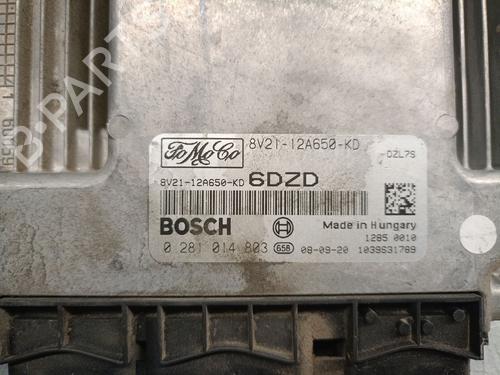 FoMoCo
8V21-12A650-KD
DZL7S
8V21-12A650-KD 6DZD
BOSCH
Made in Hungary
1285 0010
0 281 014 803 658 08-09-20 1039S31789
B-PARTS